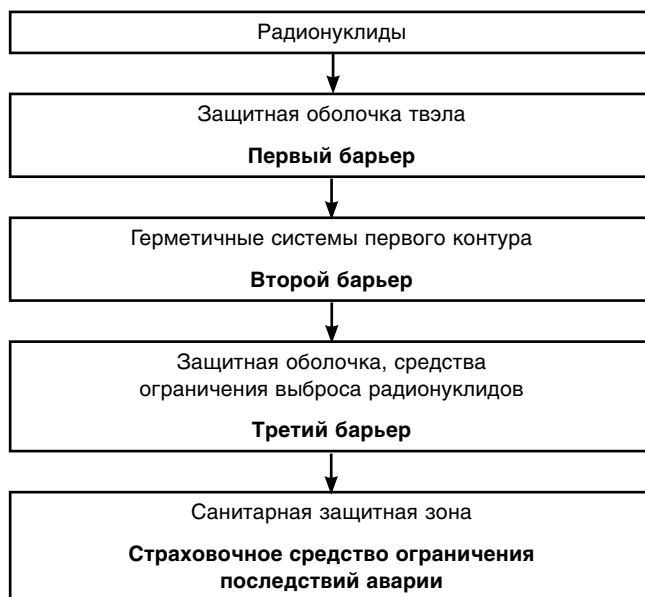 Радионуклиды
Защитная оболочка твэла
Первый барьер
Герметичные системы первого контура
Второй барьер
Защитная оболочка, средства
ограничения выброса радионуклидов
Третий барьер
Санитарная защитная зона
Страховочное средство ограничения
последствий аварии